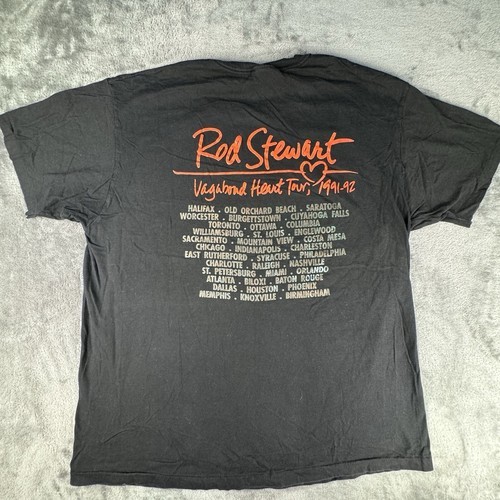 Rod Stewart
Vagabond Heart Tour, 1991-92
HALIFAX . OLD ORCHARD BEACH . SARATOGA
WORCESTER . BURGETTSTOWN . CUYAHOGA FALLS
TORONTO . OTTAWA . COLUMBIA
WILLIAMSBURG . ST. LOUIS . ENGLEWOOD
SACRAMENTO . MOUNTAIN VIEW . COSTA MESA
CHICAGO . INDIANAPOLIS . CHARLESTON
EAST RUTHERFORD . SYRACUSE . PHILADELPHIA
CHARLOTTE . RALEIGH . NASHVILLE
ST. PETERSBURG . MIAMI . ORLANDO
ATLANTA . BILOXI . BATON ROUGE
DALLAS . HOUSTON . PHOENIX
MEMPHIS . KNOXVILLE . BIRMINGHAM